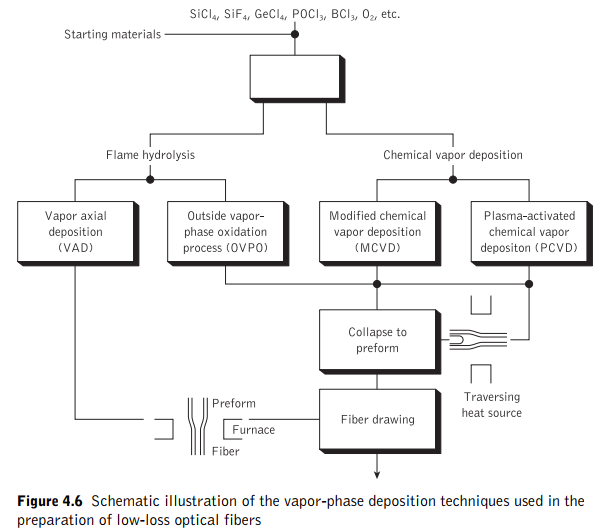 SiCl4, SiF4, GeCl4, POCl3, BCl3, O2, etc.
Starting materials
Flame hydrolysis
Chemical vapor deposition
Vapor axial
deposition
(VAD)
Outside vapor-
phase oxidation
process (OVPO)
Modified chemical
vapor deposition
(MCVD)
Plasma-activated
chemical vapor
depositon (PCVD)
Collapse to
preform
Traversing
heat source
Preform
Furnace
Fiber
Fiber drawing
Figure 4.6 Schematic illustration of the vapor-phase deposition techniques used in the
preparation of low-loss optical fibers